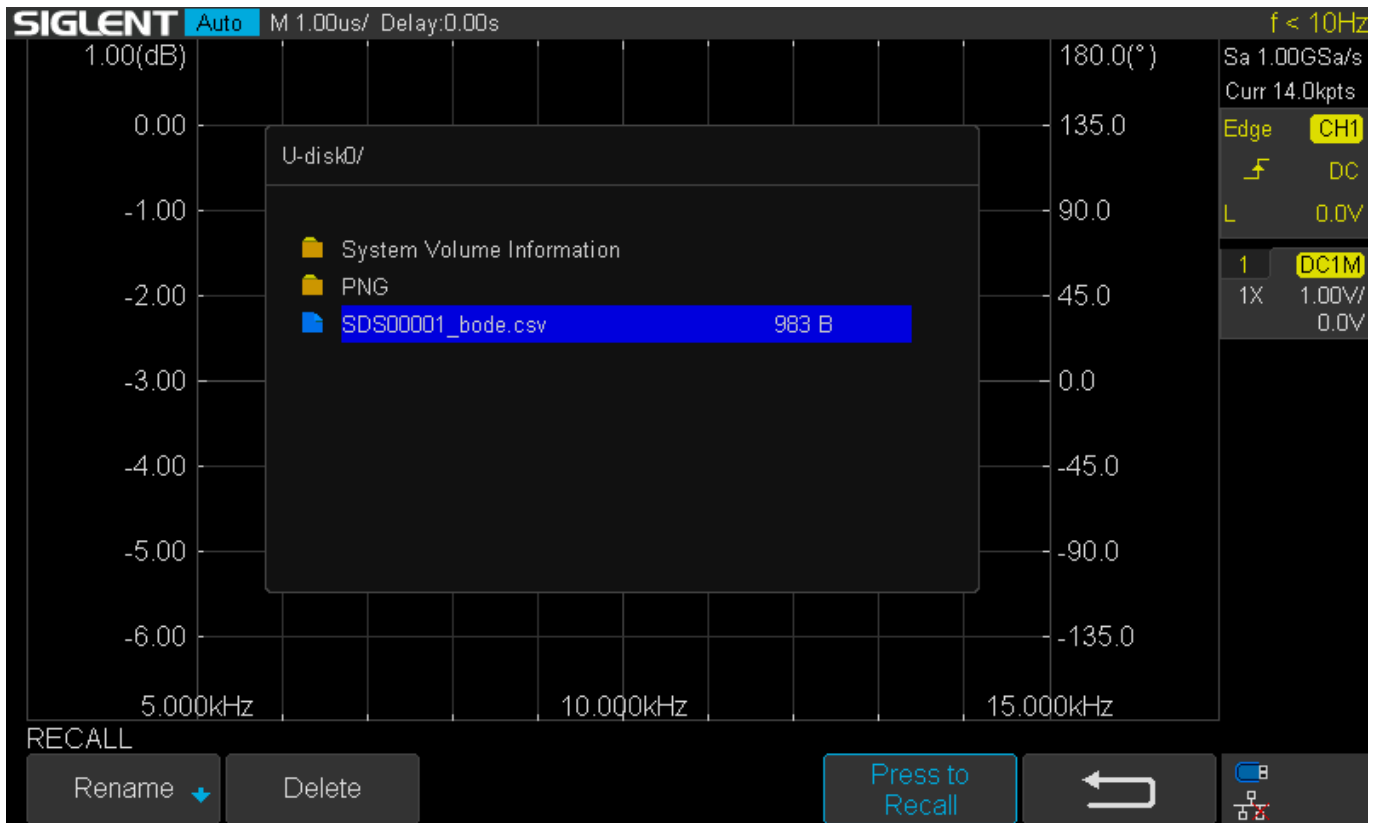 SIGLENT Auto M 1.00us/ Delay:0.00s f < 10Hz
1.00(dB) 180.0(°) Sa 1.00GSa/s
Curr 14.0kpts
0.00 135.0 Edge CH1
U-disk0/
DC
-1.00 90.0 L 0.0V
System Volume Information
1 DC1M
PNG
-2.00 45.0 1X 1.00V/
SDS00001_bode.csv 983 B 0.0V
-3.00 0.0
-4.00 -45.0
-5.00 -90.0
-6.00 -135.0
5.000kHz 10.000kHz 15.000kHz
RECALL
Rename Delete Press to
Recall